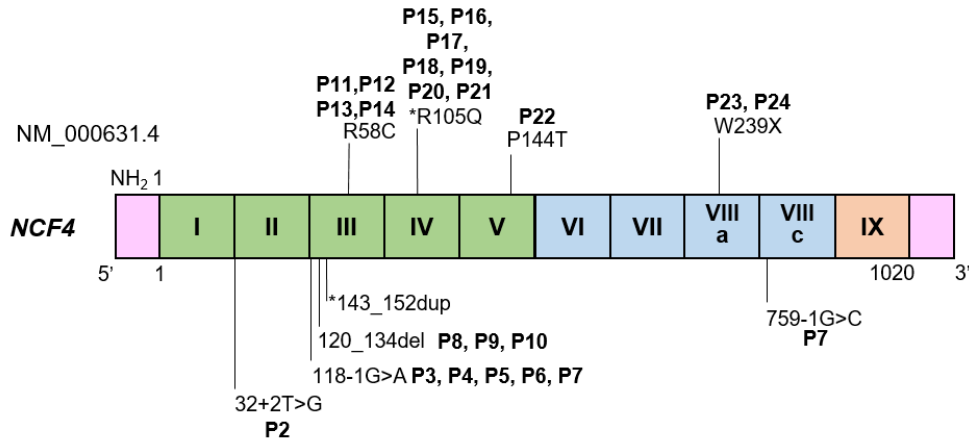 P15, P16,
P17,
P18, P19,
P20, P21
*R105Q
P11,P12
P13,P14
R58C
P22
P144T
P23, P24
W239X
NM_000631.4
NH2 1
NCF4
I II III IV V VI VII VIII a VIII c IX
5’ 1 1020 3’
*143_152dup
120_134del P8, P9, P10
118-1G>A P3, P4, P5, P6, P7
32+2T>G
P2
759-1G>C
P7